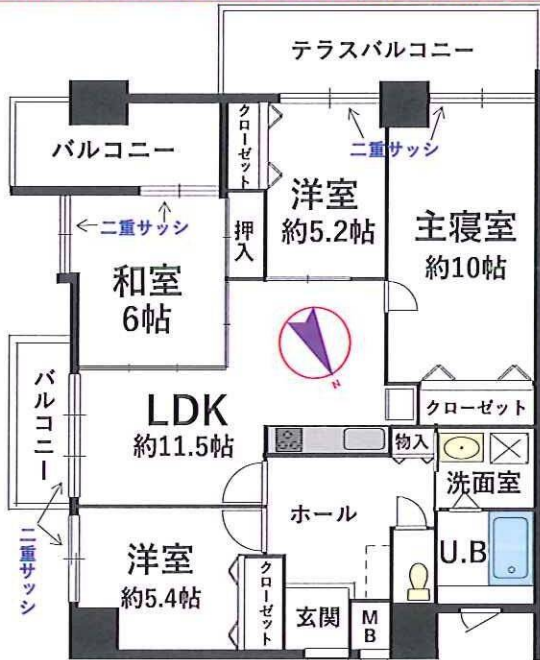 テラスバルコニー
バルコニー
クローゼット
二重サッシ
洋室
約5.2帖
主寝室
約10帖
二重サッシ
押入
和室
6帖
N
バルコニー
LDK
約11.5帖
クローゼット
物入
洗面室
ホール
二重サッシ
洋室
約5.4帖
クローゼット
U.B
玄関
MB